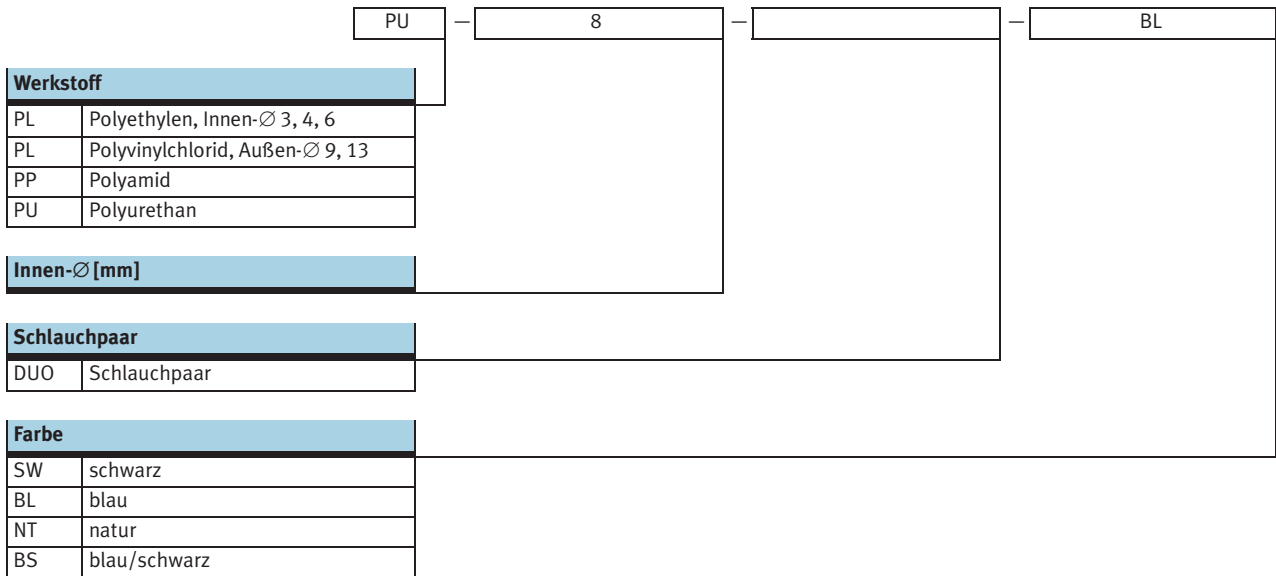 PU — 8 — — BL
Werkstoff
PL Polyethylen, Innen-∅ 3, 4, 6
PL Polyvinylchlorid, Außen-∅ 9, 13
PP Polyamid
PU Polyurethan
Innen-∅ [mm]
Schlauchpaar
DUO Schlauchpaar
Farbe
SW schwarz
BL blau
NT natur
BS blau/schwarz